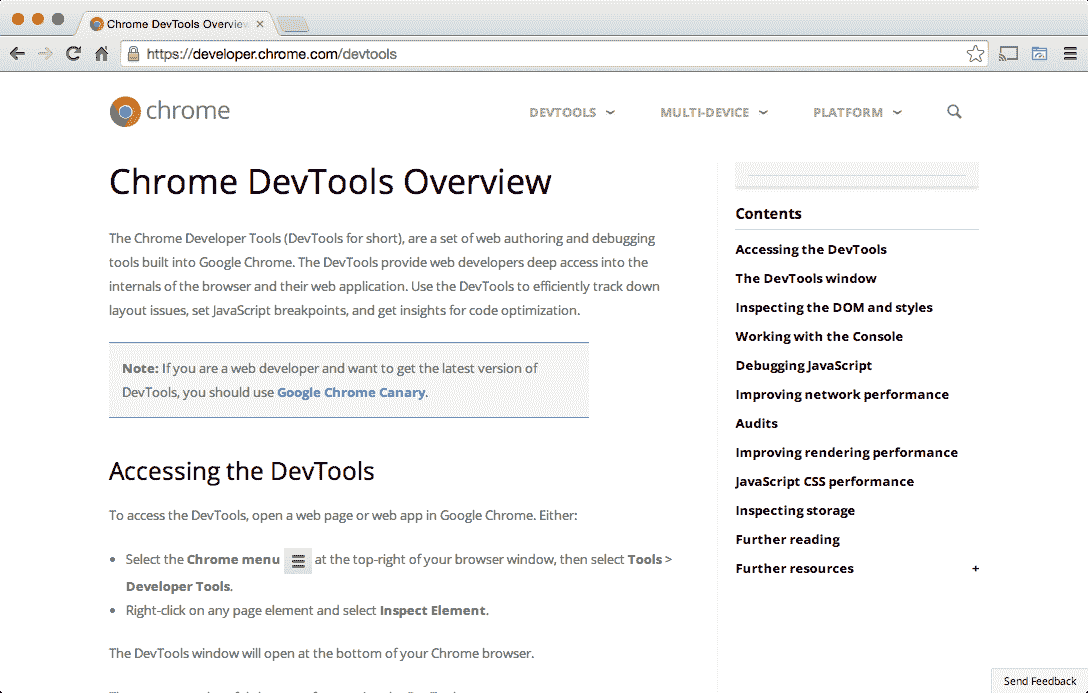 Chrome DevTools Overview
https://developer.chrome.com/devtools
chrome
DEVTOOLS
MULTI-DEVICE
PLATFORM
Chrome DevTools Overview
The Chrome Developer Tools (DevTools for short), are a set of web authoring and debugging
tools built into Google Chrome. The DevTools provide web developers deep access into the
internals of the browser and their web application. Use the DevTools to efficiently track down
layout issues, set JavaScript breakpoints, and get insights for code optimization.
Note: If you are a web developer and want to get the latest version of
DevTools, you should use Google Chrome Canary.
Accessing the DevTools
To access the DevTools, open a web page or web app in Google Chrome. Either:
• Select the Chrome menu at the top-right of your browser window, then select Tools >
Developer Tools.
• Right-click on any page element and select Inspect Element.
The DevTools window will open at the bottom of your Chrome browser.
Contents
Accessing the DevTools
The DevTools window
Inspecting the DOM and styles
Working with the Console
Debugging JavaScript
Improving network performance
Audits
Improving rendering performance
JavaScript CSS performance
Inspecting storage
Further reading
Further resources +
Send Feedback